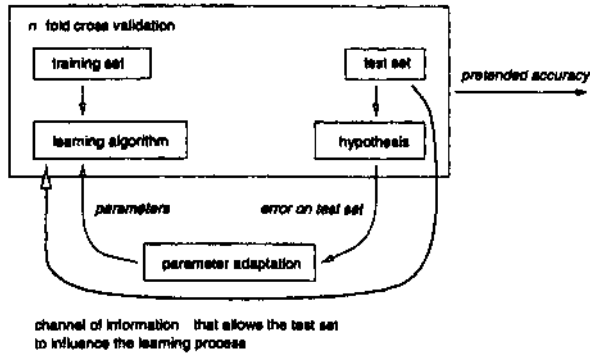 n fold cross validation
training set
test set
pretended accuracy
learning algorithm
hypothesis
parameters
error on test set
parameter adaptation
channel of information that allows the test set
to influence the learning process